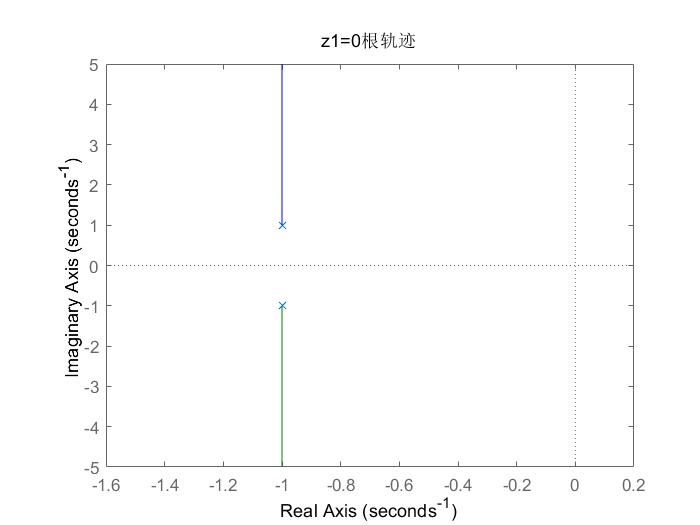 z1=0根轨迹
5
4
3
2
1
0
-1
-2
-3
-4
-5
Imaginary Axis (seconds⁻¹)
-1.6 -1.4 -1.2 -1 -0.8 -0.6 -0.4 -0.2 0 0.2
Real Axis (seconds⁻¹)